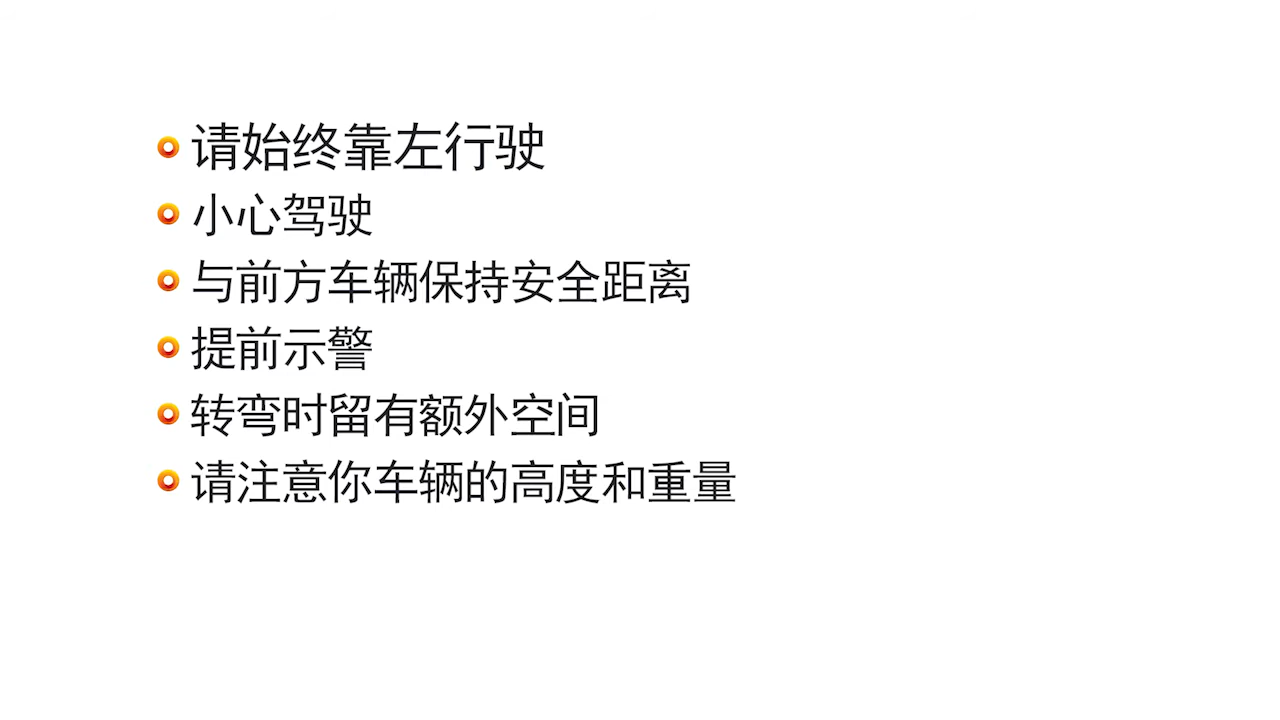 请始终靠左行驶
小心驾驶
与前方车辆保持安全距离
提前示警
转弯时留有额外空间
请注意你车辆的高度和重量